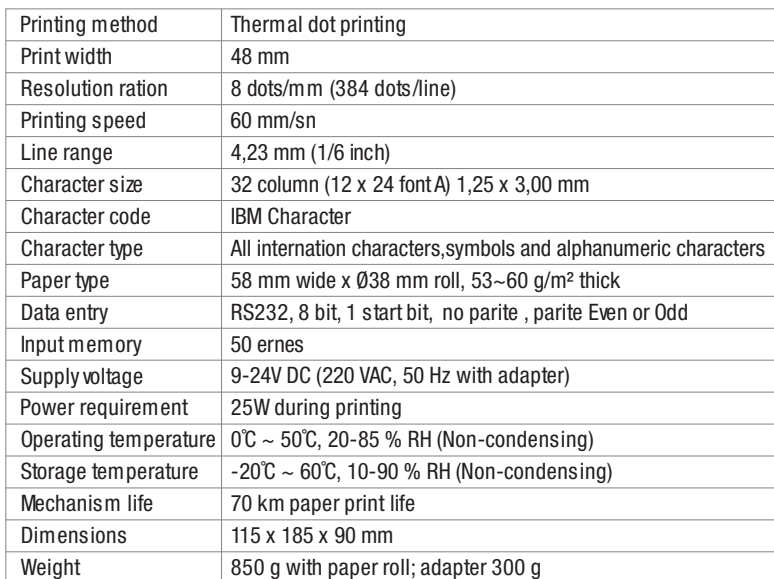 Printing method Thermal dot printing
Print width 48 mm
Resolution ration 8 dots/mm (384 dots/line)
Printing speed 60 mm/sn
Line range 4,23 mm (1/6 inch)
Character size 32 column (12 x 24 font A) 1,25 x 3,00 mm
Character code IBM Character
Character type All internation characters,symbols and alphanumeric characters
Paper type 58 mm wide x Ø38 mm roll, 53~60 g/m² thick
Data entry RS232, 8 bit, 1 start bit, no parite , parite Even or Odd
Input memory 50 ernes
Supply voltage 9-24V DC (220 VAC, 50 Hz with adapter)
Power requirement 25W during printing
Operating temperature 0℃ ~ 50℃, 20-85 % RH (Non-condensing)
Storage temperature -20℃ ~ 60℃, 10-90 % RH (Non-condensing)
Mechanism life 70 km paper print life
Dimensions 115 x 185 x 90 mm
Weight 850 g with paper roll; adapter 300 g